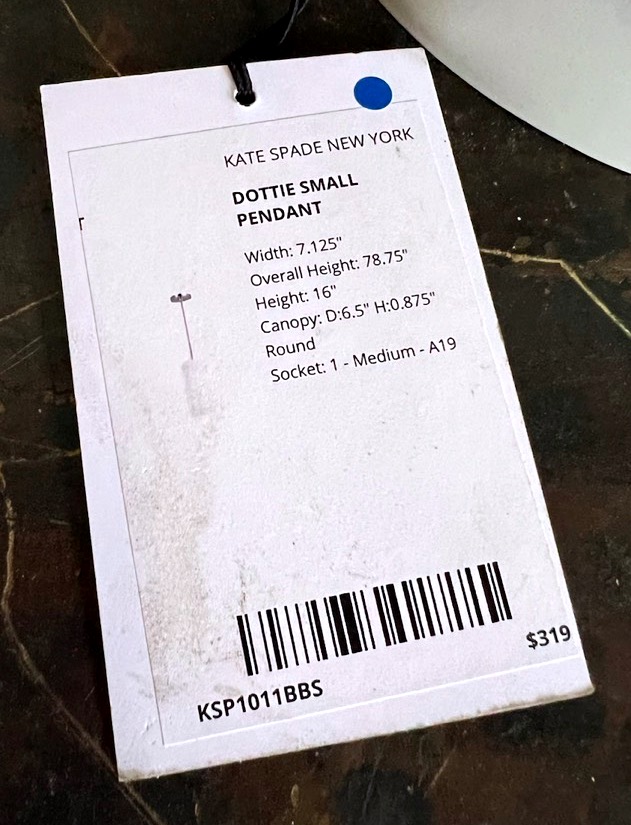 KATE SPADE NEW YORK
DOTTIE SMALL
PENDANT
Width: 7.125"
Overall Height: 78.75"
Height: 16"
Canopy: D:6.5" H:0.875"
Round
Socket: 1 - Medium - A19
T
$319
KSP1011BBS